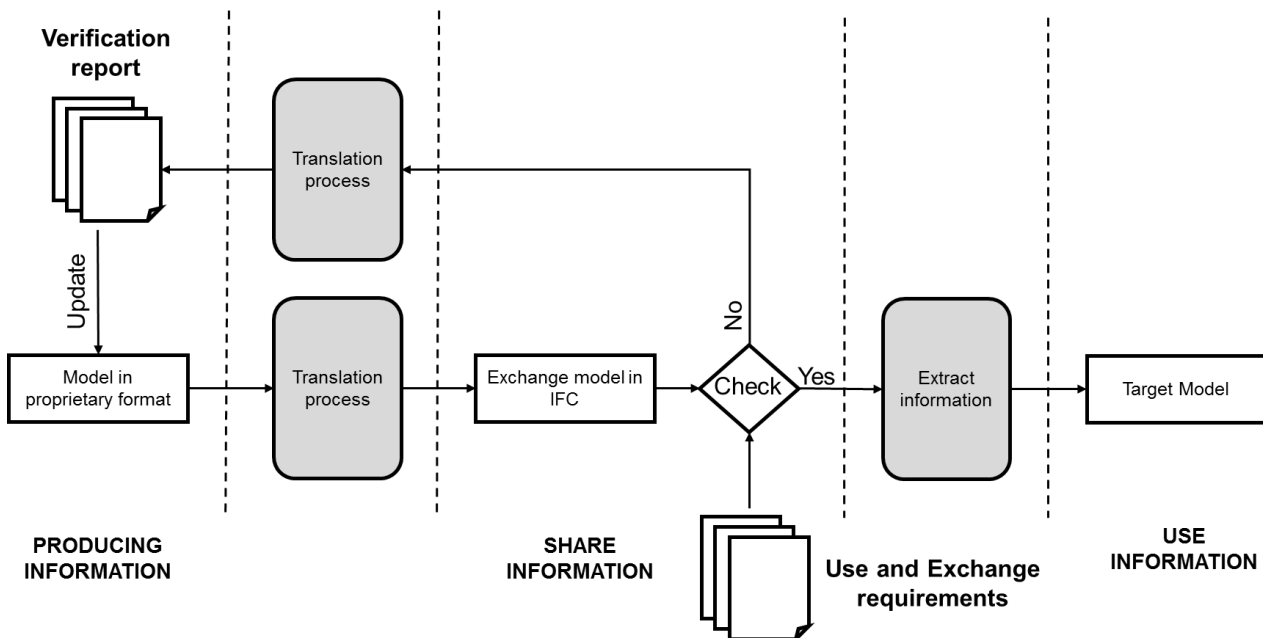 Verification
report
Translation
process
Update
No
Model in
proprietary format
Translation
process
Exchange model in
IFC
Check
Yes
Extract
information
Target Model
PRODUCING
INFORMATION
SHARE
INFORMATION
Use and Exchange
requirements
USE
INFORMATION